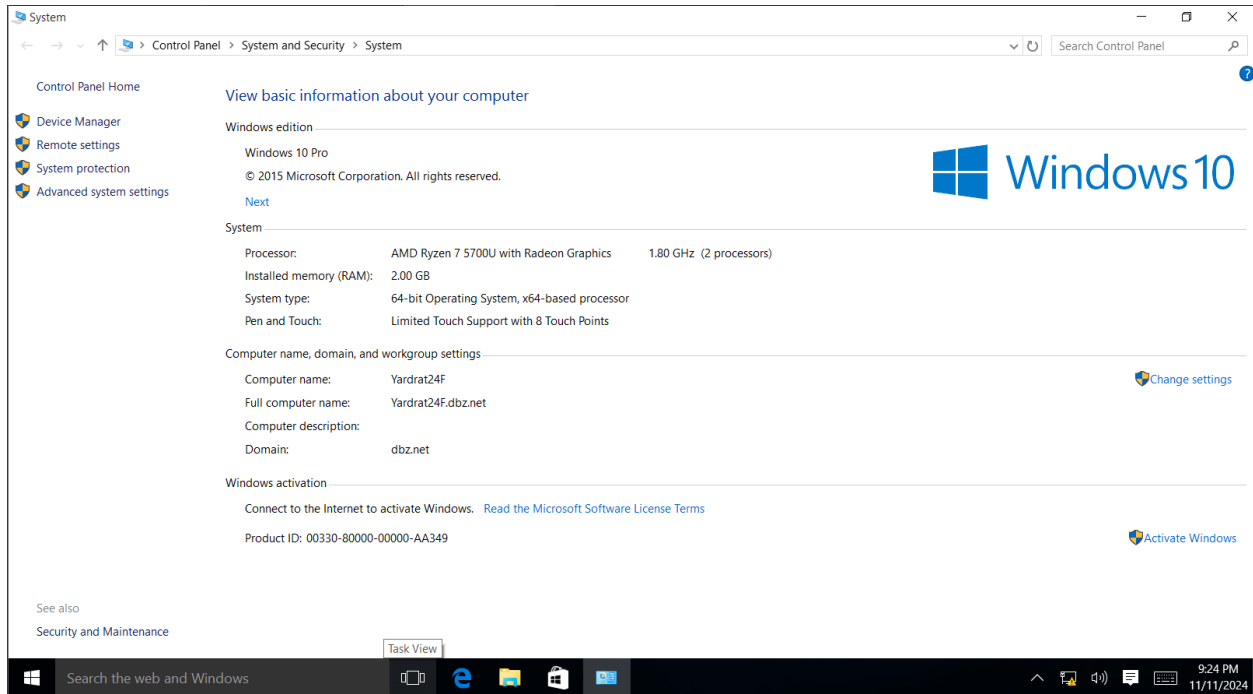 System
Control Panel > System and Security > System
Search Control Panel
Control Panel Home
Device Manager
Remote settings
System protection
Advanced system settings
See also
Security and Maintenance
View basic information about your computer
Windows edition
Windows 10 Pro
© 2015 Microsoft Corporation. All rights reserved.
Next
Windows 10
System
Processor: AMD Ryzen 7 5700U with Radeon Graphics 1.80 GHz (2 processors)
Installed memory (RAM): 2.00 GB
System type: 64-bit Operating System, x64-based processor
Pen and Touch: Limited Touch Support with 8 Touch Points
Computer name, domain, and workgroup settings
Computer name: Yardrat24F
Change settings
Full computer name: Yardrat24F.dbz.net
Computer description:
Domain: dbz.net
Windows activation
Connect to the Internet to activate Windows. Read the Microsoft Software License Terms
Product ID: 00330-80000-00000-AA349
Activate Windows
Task View
Search the web and Windows
9:24 PM
11/11/2024